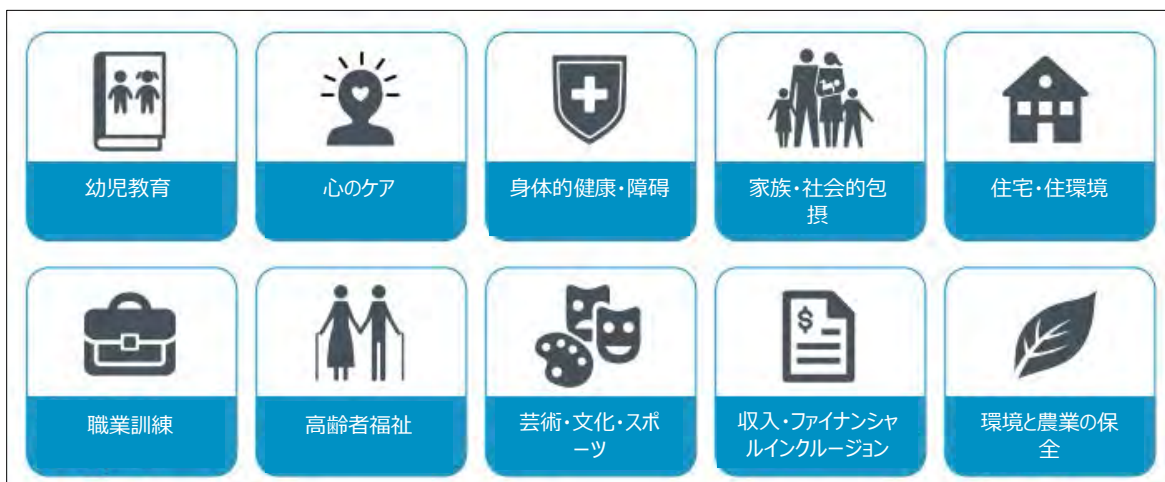 幼児教育
心のケア
身体的健康・障碍
家族・社会的包
摂
住宅・住環境
職業訓練
高齢者福祉
芸術・文化・スポ
ーツ
$
収入・ファイナンシャ
ルインクルージョン
環境と農業の保
全